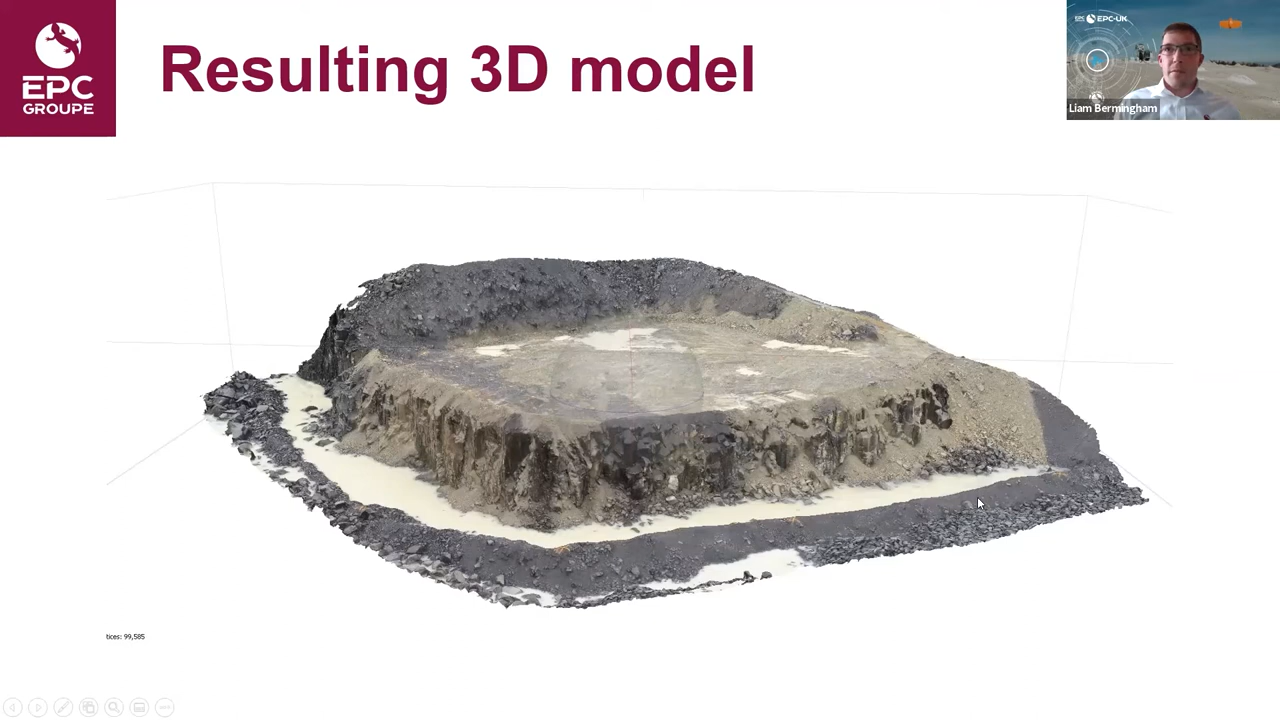 EPC
GROUPE
Resulting 3D model
EPC-UK
Liam Bermingham
tices: 99,585